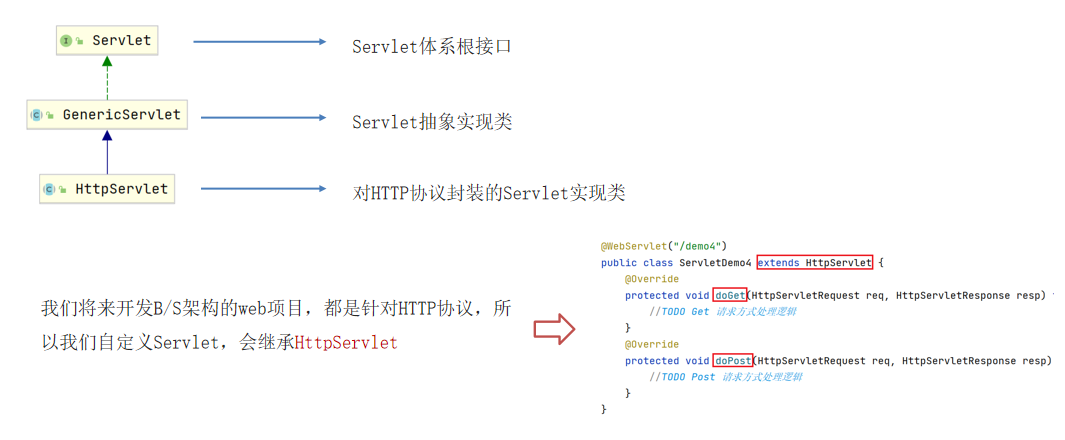 Servlet
Servlet体系根接口
GenericServlet
Servlet抽象实现类
HttpServlet
对HTTP协议封装的Servlet实现类
我们将来开发B/S架构的web项目，都是针对HTTP协议，所
以我们自定义Servlet，会继承HttpServlet
@WebServlet("/demo4")
public class ServletDemo4 extends HttpServlet {
@Override
protected void doGet(HttpServletRequest req, HttpServletResponse resp)
//TODO Get 请求方式处理逻辑
}
@Override
protected void doPost(HttpServletRequest req, HttpServletResponse resp)
//TODO Post 请求方式处理逻辑
}
}